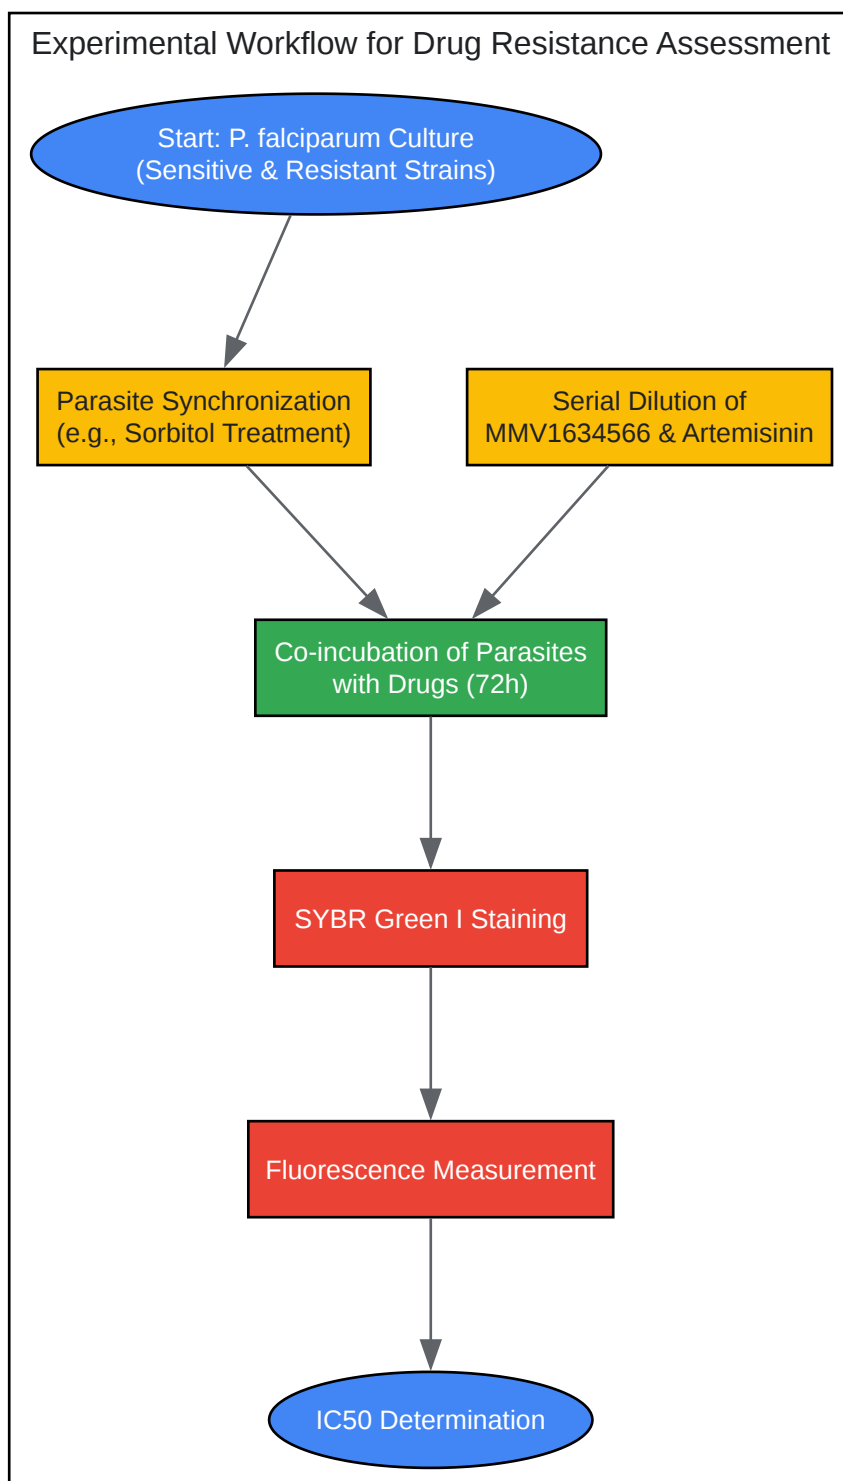 Experimental Workflow for Drug Resistance Assessment
Start: P. falciparum Culture
(Sensitive & Resistant Strains)
Parasite Synchronization
(e.g., Sorbitol Treatment)
Serial Dilution of
MMV1634566 & Artemisinin
Co-incubation of Parasites
with Drugs (72h)
SYBR Green I Staining
Fluorescence Measurement
IC50 Determination